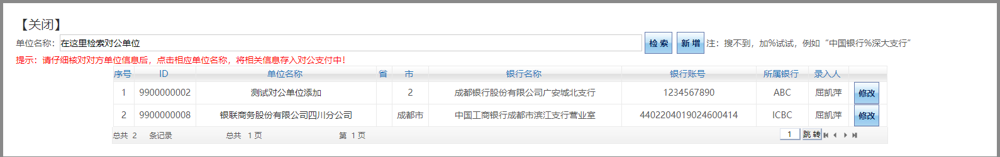 【关闭】
单位名称: 在这里检索对公单位 检 索 新 增 注：搜不到，加%试试，例如“中国银行%深大支行”
提示：请仔细核对对方单位信息后，点击相应单位名称，将相关信息存入对公支付中！
序号 ID 单位名称 省 市 银行名称 银行账号 所属银行 录入人
1 9900000002 测试对公单位添加 2 成都银行股份有限公司广安城北支行 1234567890 ABC 屈凯萍 修改
2 9900000008 银联商务股份有限公司四川分公司 成都市 中国工商银行成都市滨江支行营业室 4402204019024600414 ICBC 屈凯萍 修改
总共 2 条记录 总共 1 页 第 1 页 1 跳 转